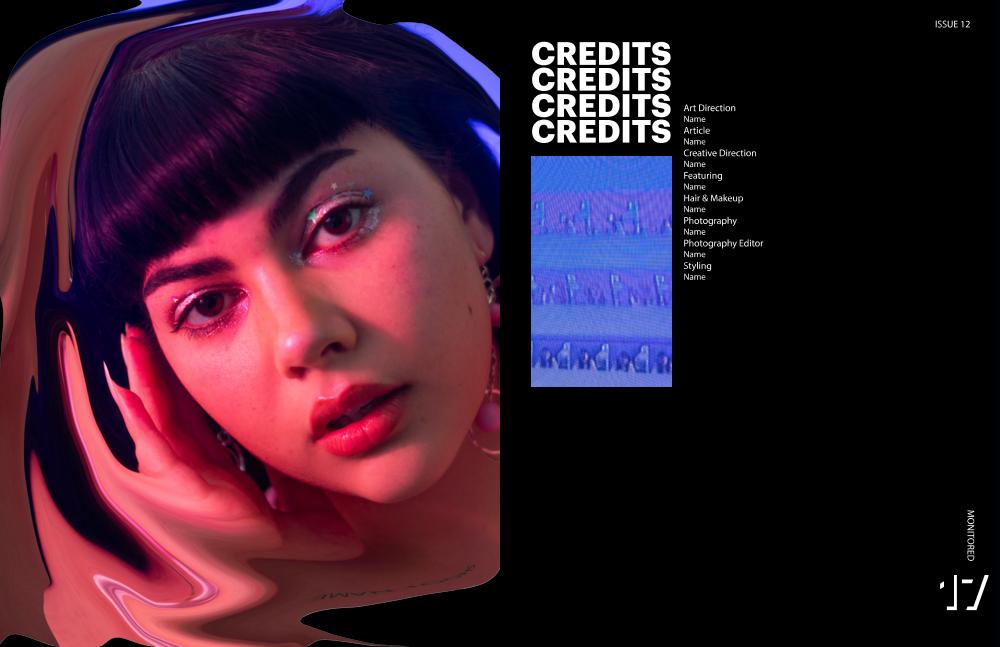 ISSUE 12
CREDITS
CREDITS
CREDITS
CREDITS
Art Direction
Name
Article
Name
Creative Direction
Name
Featuring
Name
Hair & Makeup
Name
Photography
Name
Photography Editor
Name
Styling
Name
MONITORED
17